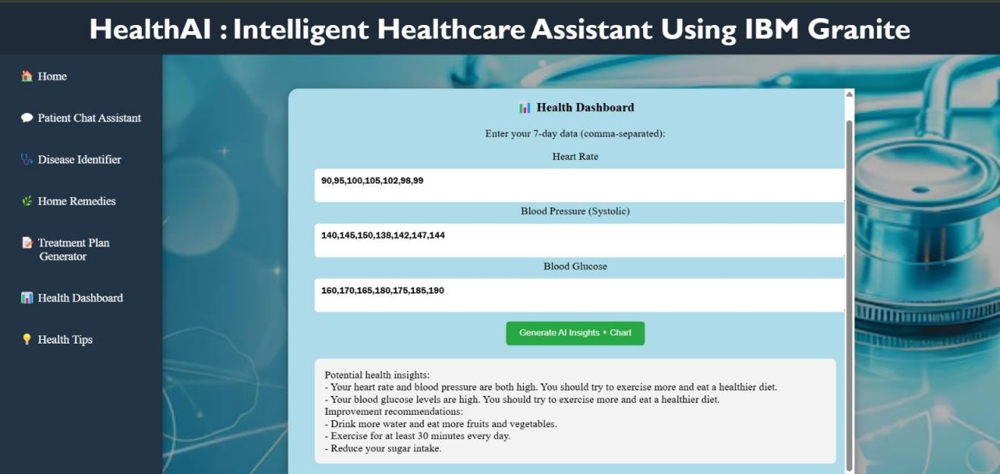 HealthAI : Intelligent Healthcare Assistant Using IBM Granite
Home
Patient Chat Assistant
Disease Identifier
Home Remedies
Treatment Plan
Generator
Health Dashboard
Health Tips
Health Dashboard
Enter your 7-day data (comma-separated):
Heart Rate
90,95,100,105,102,98,99
Blood Pressure (Systolic)
140,145,150,138,142,147,144
Blood Glucose
160,170,165,180,175,185,190
Generate AI Insights + Chart
Potential health insights:
- Your heart rate and blood pressure are both high. You should try to exercise more and eat a healthier diet.
- Your blood glucose levels are high. You should try to exercise more and eat a healthier diet.
Improvement recommendations:
- Drink more water and eat more fruits and vegetables.
- Exercise for at least 30 minutes every day.
- Reduce your sugar intake.